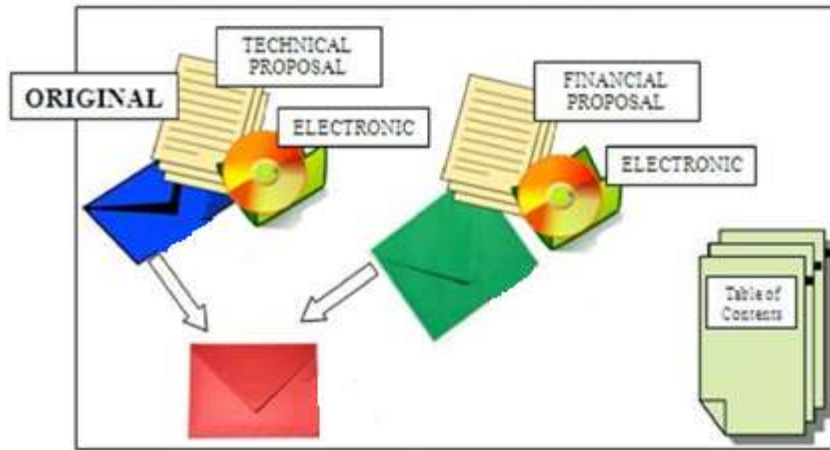 TECHNICAL
PROPOSAL
ORIGINAL
ELECTRONIC
FINANCIAL
PROPOSAL
ELECTRONIC
Table of
Contents